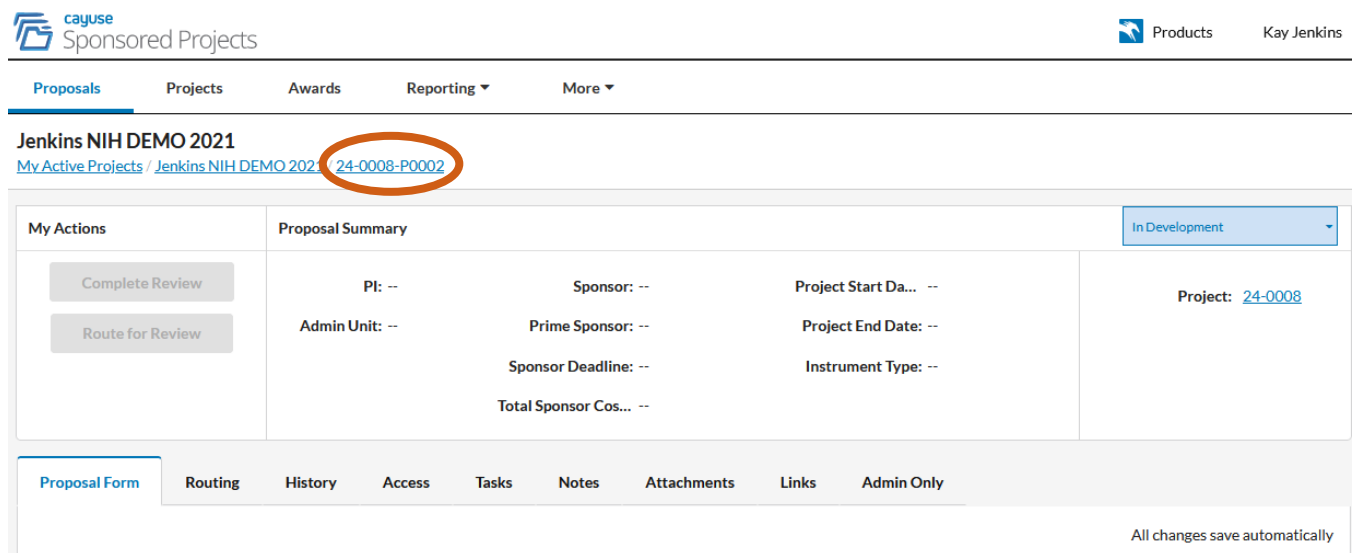 cayuse
Sponsored Projects
Products Kay Jenkins
Proposals Projects Awards Reporting More
Jenkins NIH DEMO 2021
My Active Projects / Jenkins NIH DEMO 2021 / 24-0008-P0002
My Actions Proposal Summary In Development
Complete Review PI: -- Sponsor: -- Project Start Da... -- Project: 24-0008
Route for Review Admin Unit: -- Prime Sponsor: -- Project End Date: --
Sponsor Deadline: -- Instrument Type: --
Total Sponsor Cos... --
Proposal Form Routing History Access Tasks Notes Attachments Links Admin Only
All changes save automatically